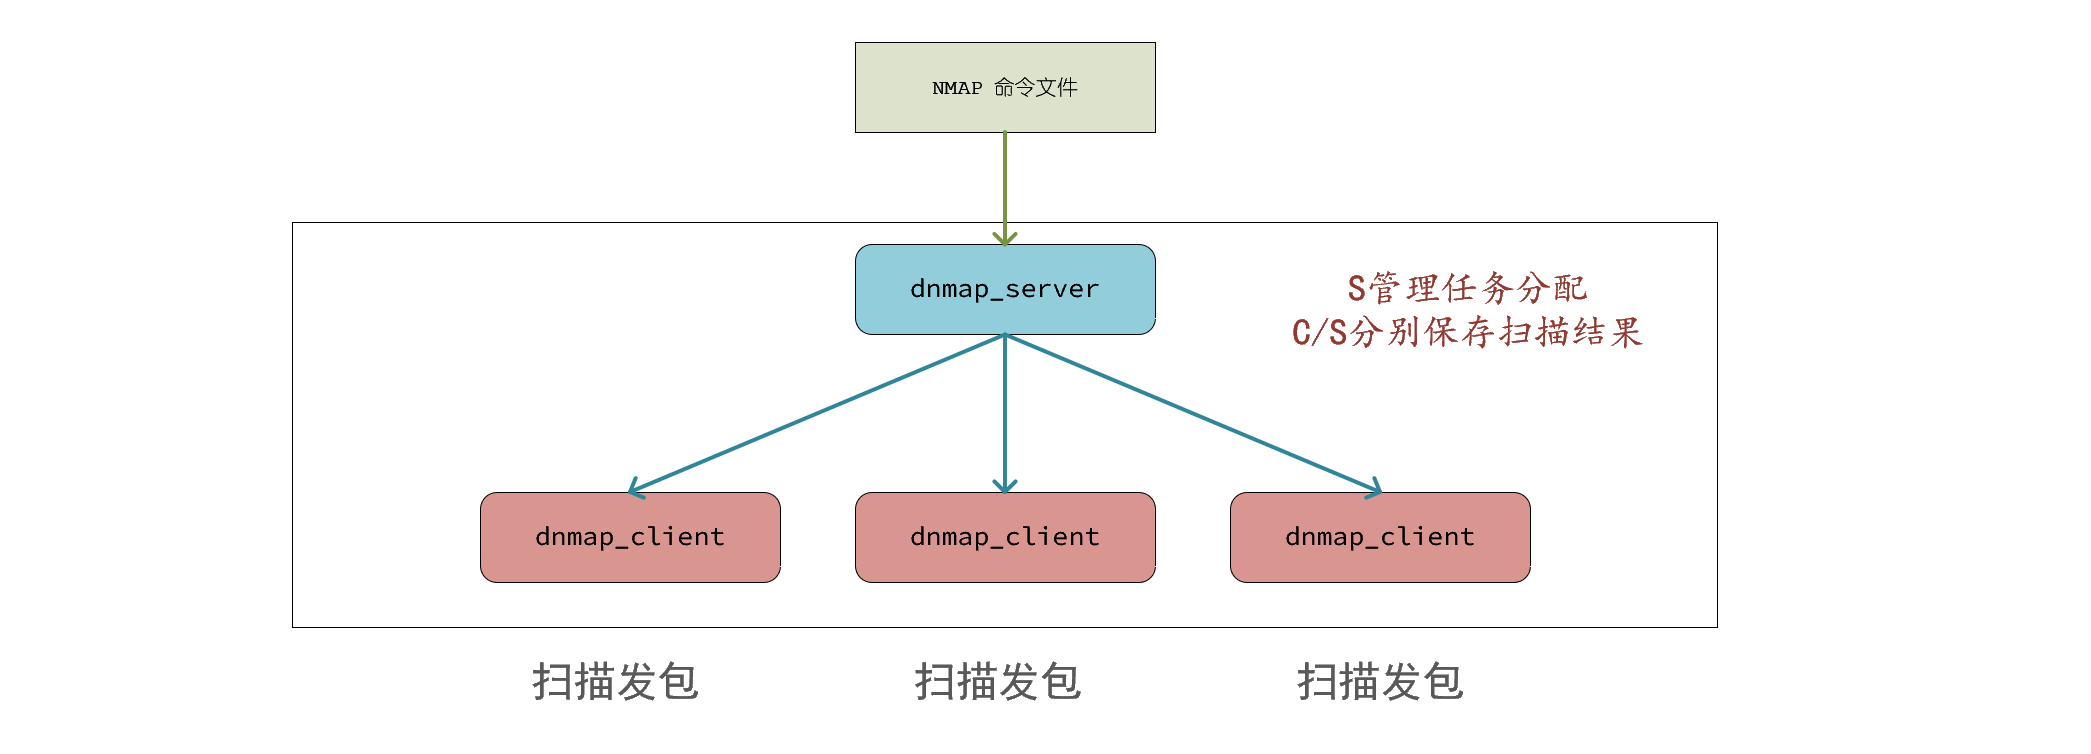 NMAP 命令文件
dnmap_server
S管理任务分配
C/S分别保存扫描结果
dnmap_client
dnmap_client
dnmap_client
扫描发包
扫描发包
扫描发包